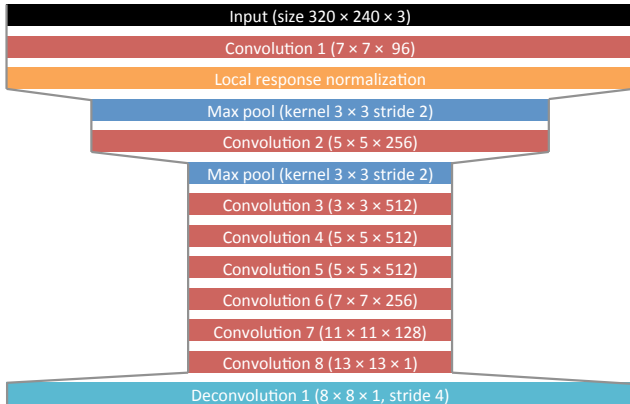 Input (size 320 × 240 × 3)
Convolution 1 (7 × 7 × 96)
Local response normalization
Max pool (kernel 3 × 3 stride 2)
Convolution 2 (5 × 5 × 256)
Max pool (kernel 3 × 3 stride 2)
Convolution 3 (3 × 3 × 512)
Convolution 4 (5 × 5 × 512)
Convolution 5 (5 × 5 × 512)
Convolution 6 (7 × 7 × 256)
Convolution 7 (11 × 11 × 128)
Convolution 8 (13 × 13 × 1)
Deconvolution 1 (8 × 8 × 1, stride 4)